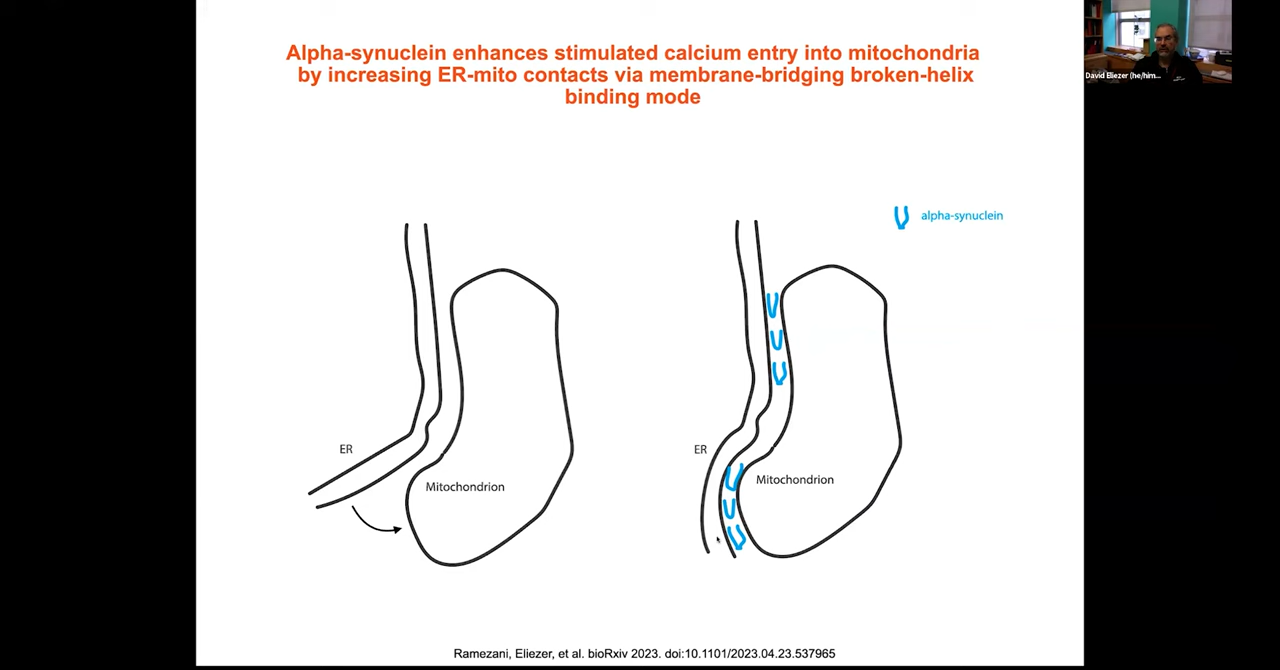 Alpha-synuclein enhances stimulated calcium entry into mitochondria
by increasing ER-mito contacts via membrane-bridging broken-helix
binding mode
David Eliezer (he/him...
alpha-synuclein
ER
Mitochondrion
ER
Mitochondrion
Ramezani, Eliezer, et al. bioRxiv 2023. doi:10.1101/2023.04.23.537965